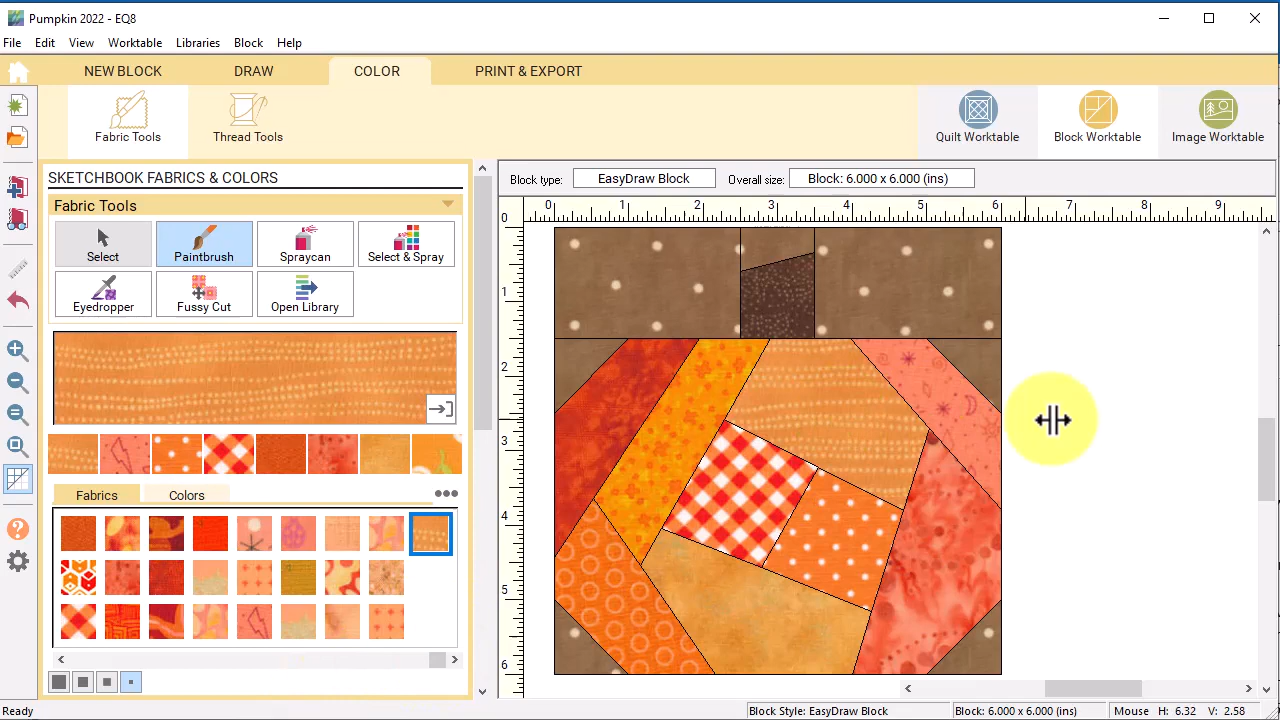 Pumpkin 2022 - EQ8
File Edit View Worktable Libraries Block Help
NEW BLOCK DRAW COLOR PRINT & EXPORT
Fabric Tools Thread Tools Quilt Worktable Block Worktable Image Worktable
SKETCHBOOK FABRICS & COLORS
Block type: EasyDraw Block Overall size: Block: 6.000 x 6.000 (ins)
Fabric Tools
0 1 2 3 4 5 6 7 8 9
0
1
2
3
4
5
6
Select Paintbrush Spraycan Select & Spray
Eyedropper Fussy Cut Open Library
Fabrics Colors
Ready Block Style: EasyDraw Block Block: 6.000 x 6.000 (ins) Mouse H: 6.32 V: 2.58